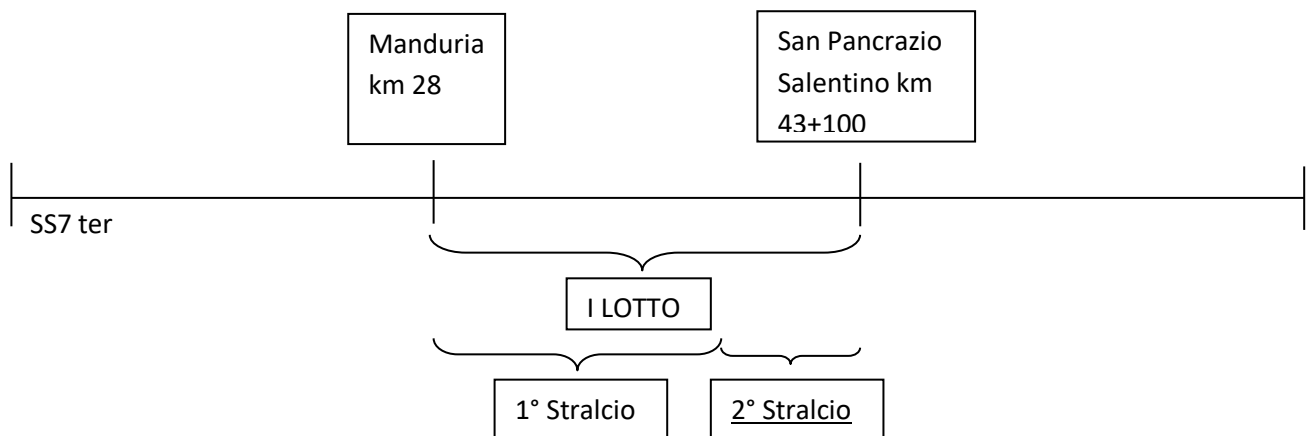 Manduria
km 28
San Pancrazio
Salentino km
43+100
SS7 ter
I LOTTO
1° Stralcio
2° Stralcio